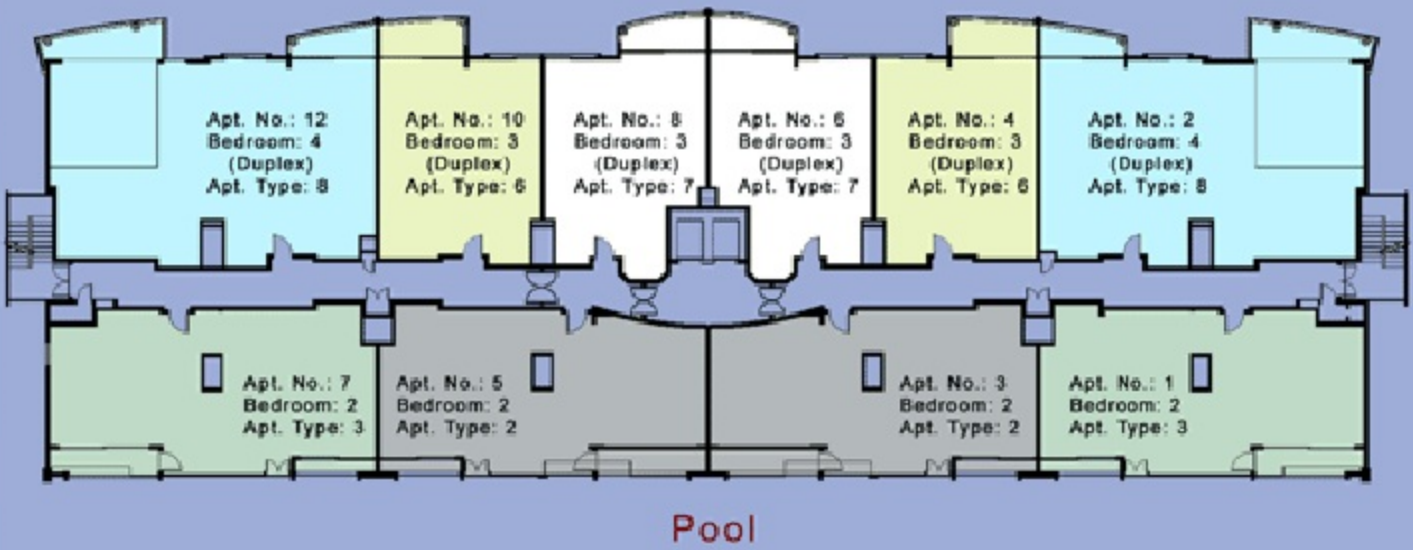 Apt. No.: 12
Bedroom: 4
(Duplex)
Apt. Type: 8
Apt. No.: 10
Bedroom: 3
(Duplex)
Apt. Type: 6
Apt. No.: 8
Bedroom: 3
(Duplex)
Apt. Type: 7
Apt. No.: 6
Bedroom: 3
(Duplex)
Apt. Type: 7
Apt. No.: 4
Bedroom: 3
(Duplex)
Apt. Type: 6
Apt. No.: 2
Bedroom: 4
(Duplex)
Apt. Type: 8
Apt. No.: 7
Bedroom: 2
Apt. Type: 3
Apt. No.: 5
Bedroom: 2
Apt. Type: 2
Apt. No.: 3
Bedroom: 2
Apt. Type: 2
Apt. No.: 1
Bedroom: 2
Apt. Type: 3
Pool